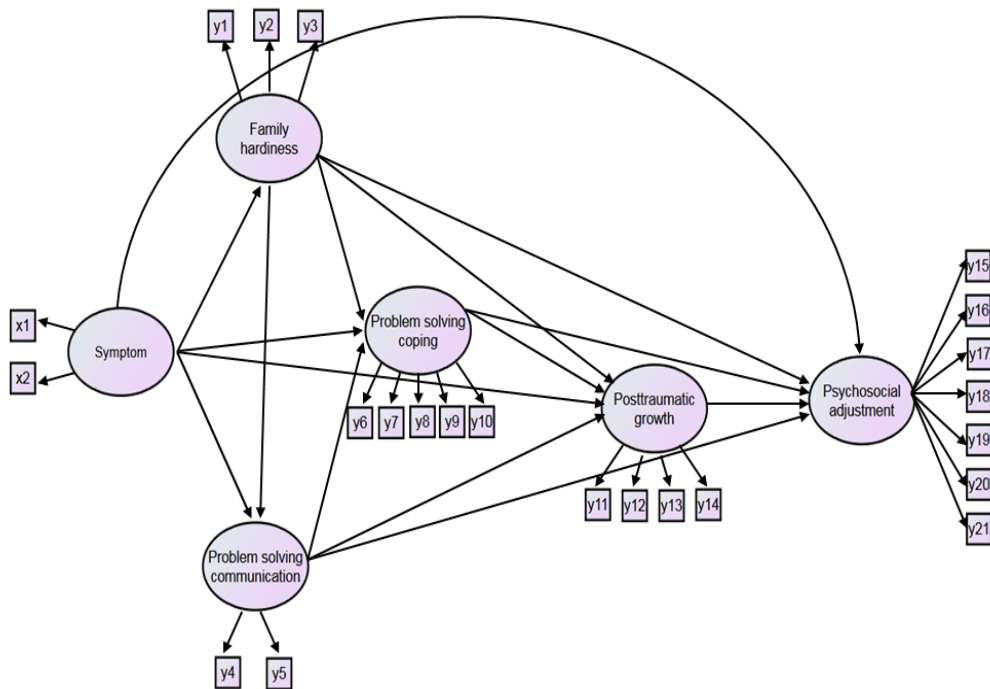 y1
y2
y3
Family
hardiness
x1
x2
Symptom
Problem solving
coping
y6
y7
y8
y9
y10
Problem solving
communication
y4
y5
Posttraumatic
growth
y11
y12
y13
y14
Psychosocial
adjustment
y15
y16
y17
y18
y19
y20
y21